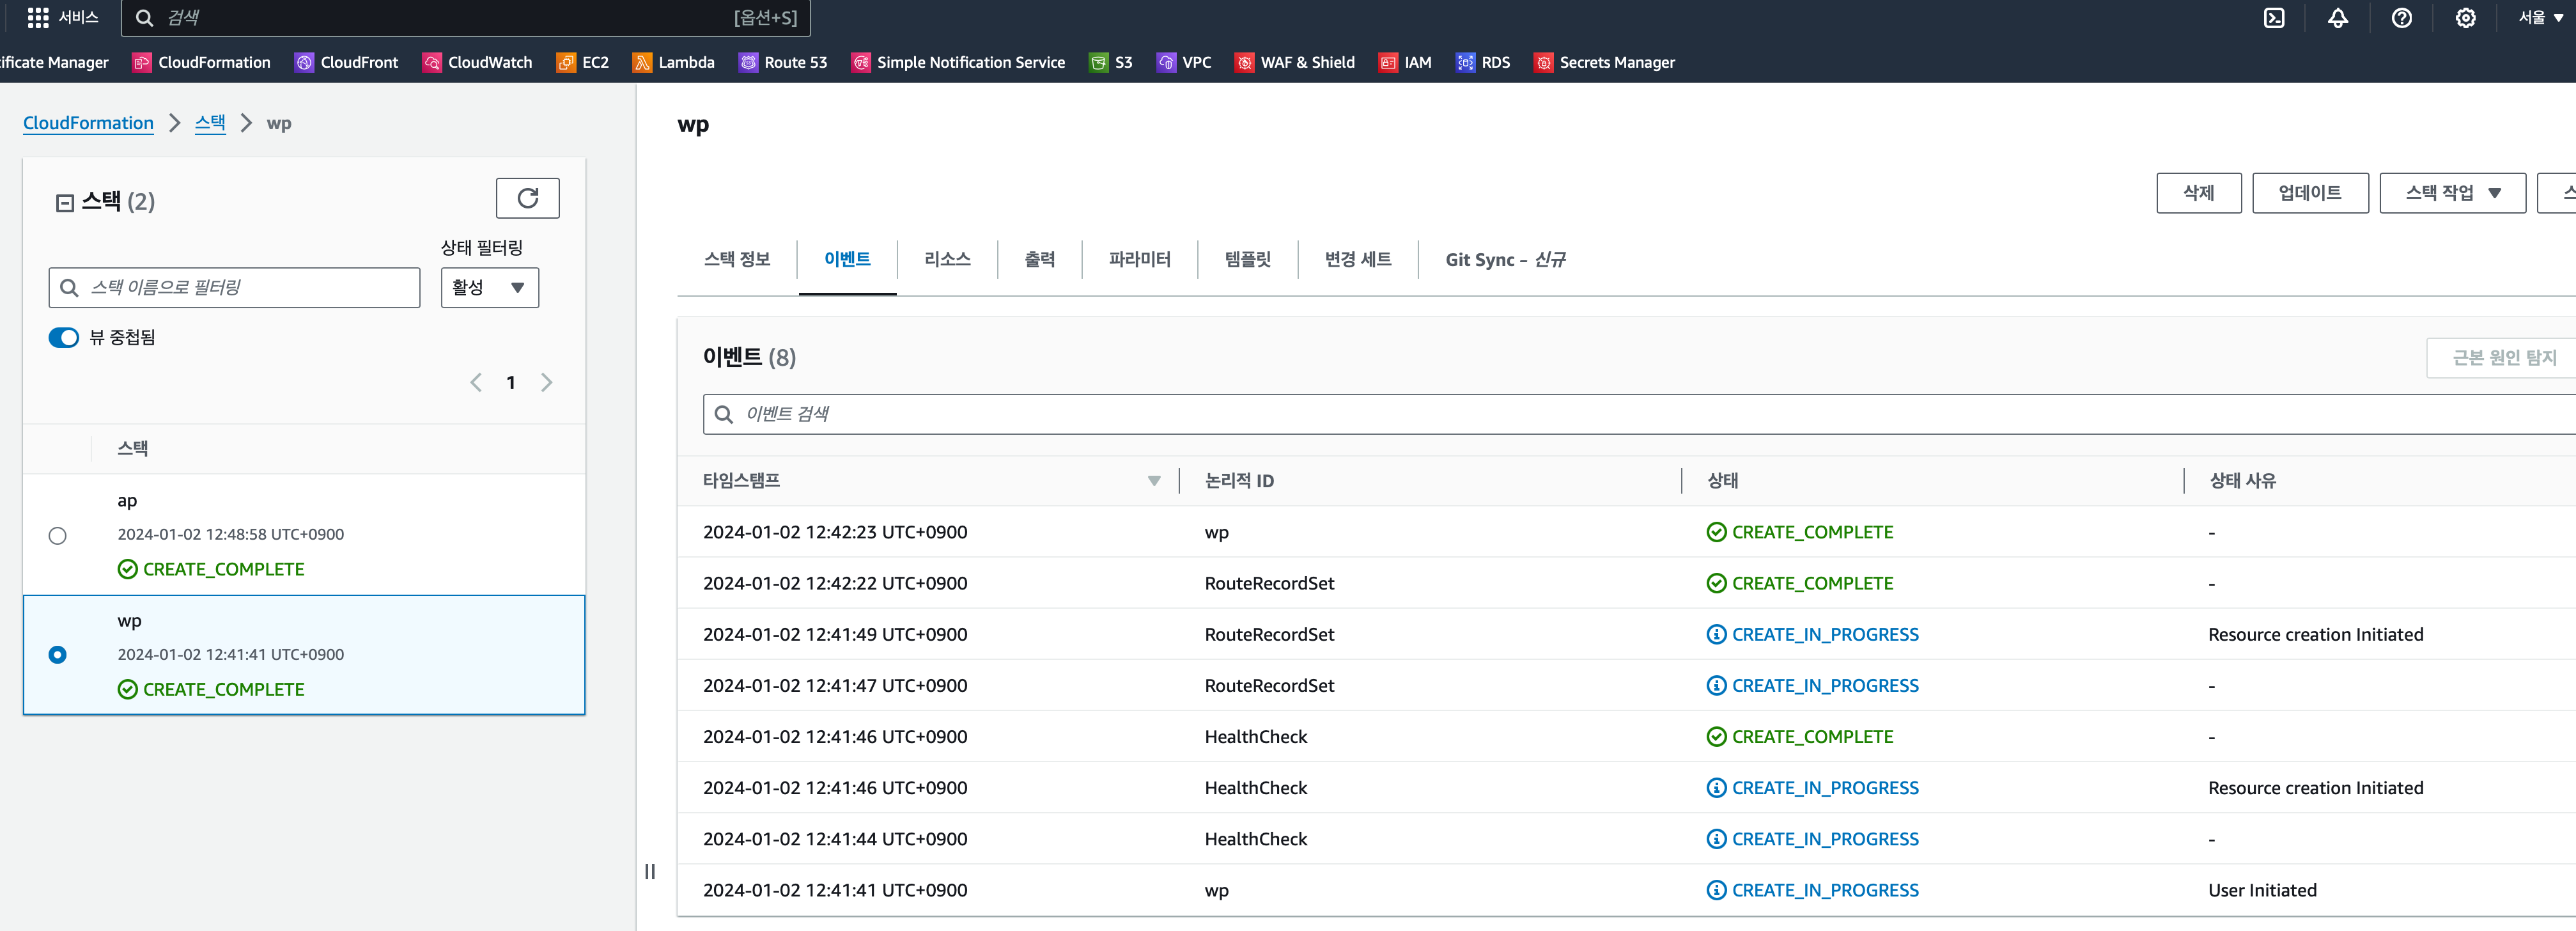 서비스
검색 [옵션+S]
서울
ificate Manager CloudFormation CloudFront CloudWatch EC2 Lambda Route 53 Simple Notification Service S3 VPC WAF & Shield IAM RDS Secrets Manager
CloudFormation 스택 wp
스택 (2)
상태 필터링
스택 이름으로 필터링
활성
뷰 중첩됨
1
스택
ap
2024-01-02 12:48:58 UTC+0900
CREATE_COMPLETE
wp
2024-01-02 12:41:41 UTC+0900
CREATE_COMPLETE
wp
삭제 업데이트 스택 작업 스
스택 정보 이벤트 리소스 출력 파라미터 템플릿 변경 세트 Git Sync - 신규
이벤트 (8)
근본 원인 탐지
이벤트 검색
타임스탬프 논리적 ID 상태 상태 사유
2024-01-02 12:42:23 UTC+0900 wp CREATE_COMPLETE -
2024-01-02 12:42:22 UTC+0900 RouteRecordSet CREATE_COMPLETE -
2024-01-02 12:41:49 UTC+0900 RouteRecordSet CREATE_IN_PROGRESS Resource creation Initiated
2024-01-02 12:41:47 UTC+0900 RouteRecordSet CREATE_IN_PROGRESS -
2024-01-02 12:41:46 UTC+0900 HealthCheck CREATE_COMPLETE -
2024-01-02 12:41:46 UTC+0900 HealthCheck CREATE_IN_PROGRESS Resource creation Initiated
2024-01-02 12:41:44 UTC+0900 HealthCheck CREATE_IN_PROGRESS -
2024-01-02 12:41:41 UTC+0900 wp CREATE_IN_PROGRESS User Initiated